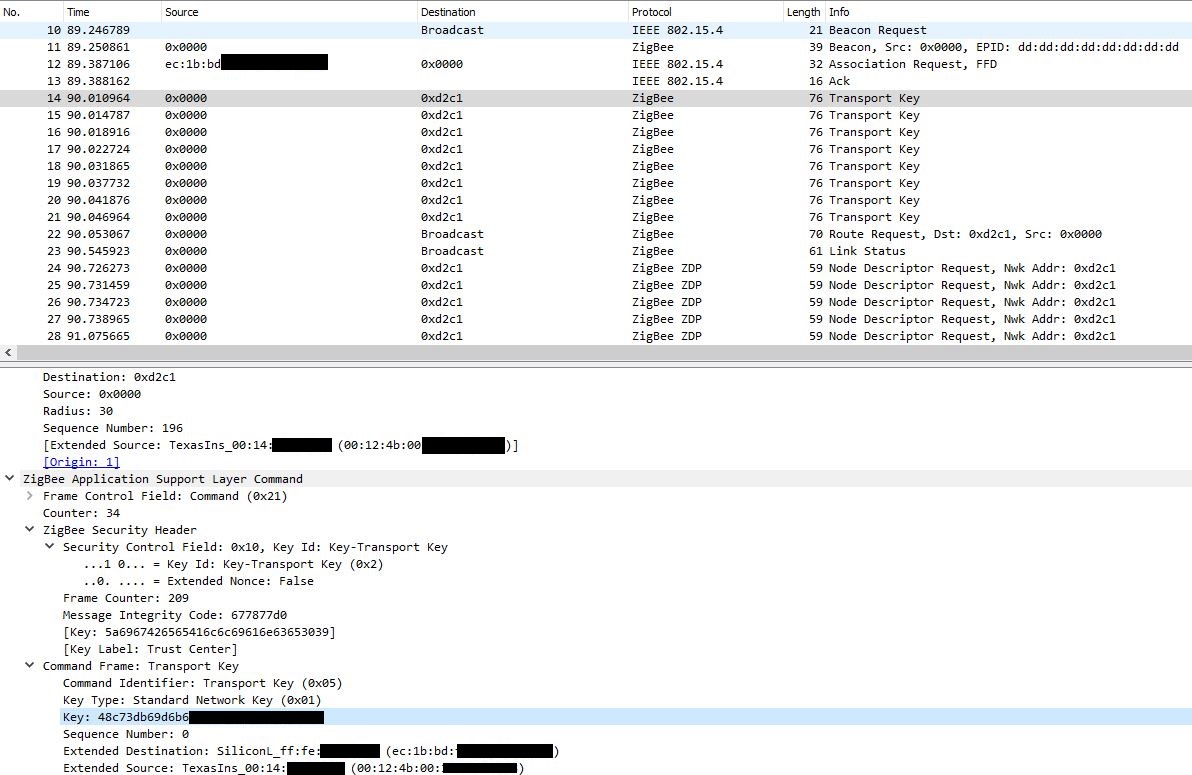 No. Time Source Destination Protocol Length Info
10 89.246789 Broadcast IEEE 802.15.4 21 Beacon Request
11 89.250861 0x0000 ZigBee 39 Beacon, Src: 0x0000, EPID: dd:dd:dd:dd:dd:dd:dd:dd
12 89.387106 ec:1b:bd 0x0000 IEEE 802.15.4 32 Association Request, FFD
13 89.388162 IEEE 802.15.4 16 Ack
14 90.010964 0x0000 0xd2c1 ZigBee 76 Transport Key
15 90.014787 0x0000 0xd2c1 ZigBee 76 Transport Key
16 90.018916 0x0000 0xd2c1 ZigBee 76 Transport Key
17 90.022724 0x0000 0xd2c1 ZigBee 76 Transport Key
18 90.031865 0x0000 0xd2c1 ZigBee 76 Transport Key
19 90.037732 0x0000 0xd2c1 ZigBee 76 Transport Key
20 90.041876 0x0000 0xd2c1 ZigBee 76 Transport Key
21 90.046964 0x0000 0xd2c1 ZigBee 76 Transport Key
22 90.053067 0x0000 Broadcast ZigBee 70 Route Request, Dst: 0xd2c1, Src: 0x0000
23 90.545923 0x0000 Broadcast ZigBee 61 Link Status
24 90.726273 0x0000 0xd2c1 ZigBee ZDP 59 Node Descriptor Request, Nwk Addr: 0xd2c1
25 90.731459 0x0000 0xd2c1 ZigBee ZDP 59 Node Descriptor Request, Nwk Addr: 0xd2c1
26 90.734723 0x0000 0xd2c1 ZigBee ZDP 59 Node Descriptor Request, Nwk Addr: 0xd2c1
27 90.738965 0x0000 0xd2c1 ZigBee ZDP 59 Node Descriptor Request, Nwk Addr: 0xd2c1
28 91.075665 0x0000 0xd2c1 ZigBee ZDP 59 Node Descriptor Request, Nwk Addr: 0xd2c1
Destination: 0xd2c1
Source: 0x0000
Radius: 30
Sequence Number: 196
[Extended Source: TexasIns_00:14: (00:12:4b:00 )]
[Origin: 1]
ZigBee Application Support Layer Command
Frame Control Field: Command (0x21)
Counter: 34
ZigBee Security Header
Security Control Field: 0x10, Key Id: Key-Transport Key
...1 0... = Key Id: Key-Transport Key (0x2)
..0. .... = Extended Nonce: False
Frame Counter: 209
Message Integrity Code: 677877d0
[Key: 5a6967426565416c6c69616e63653039]
[Key Label: Trust Center]
Command Frame: Transport Key
Command Identifier: Transport Key (0x05)
Key Type: Standard Network Key (0x01)
Key: 48c73db69d6b6
Sequence Number: 0
Extended Destination: SiliconL_ff:fe: (ec:1b:bd: )
Extended Source: TexasIns_00:14: (00:12:4b:00: )